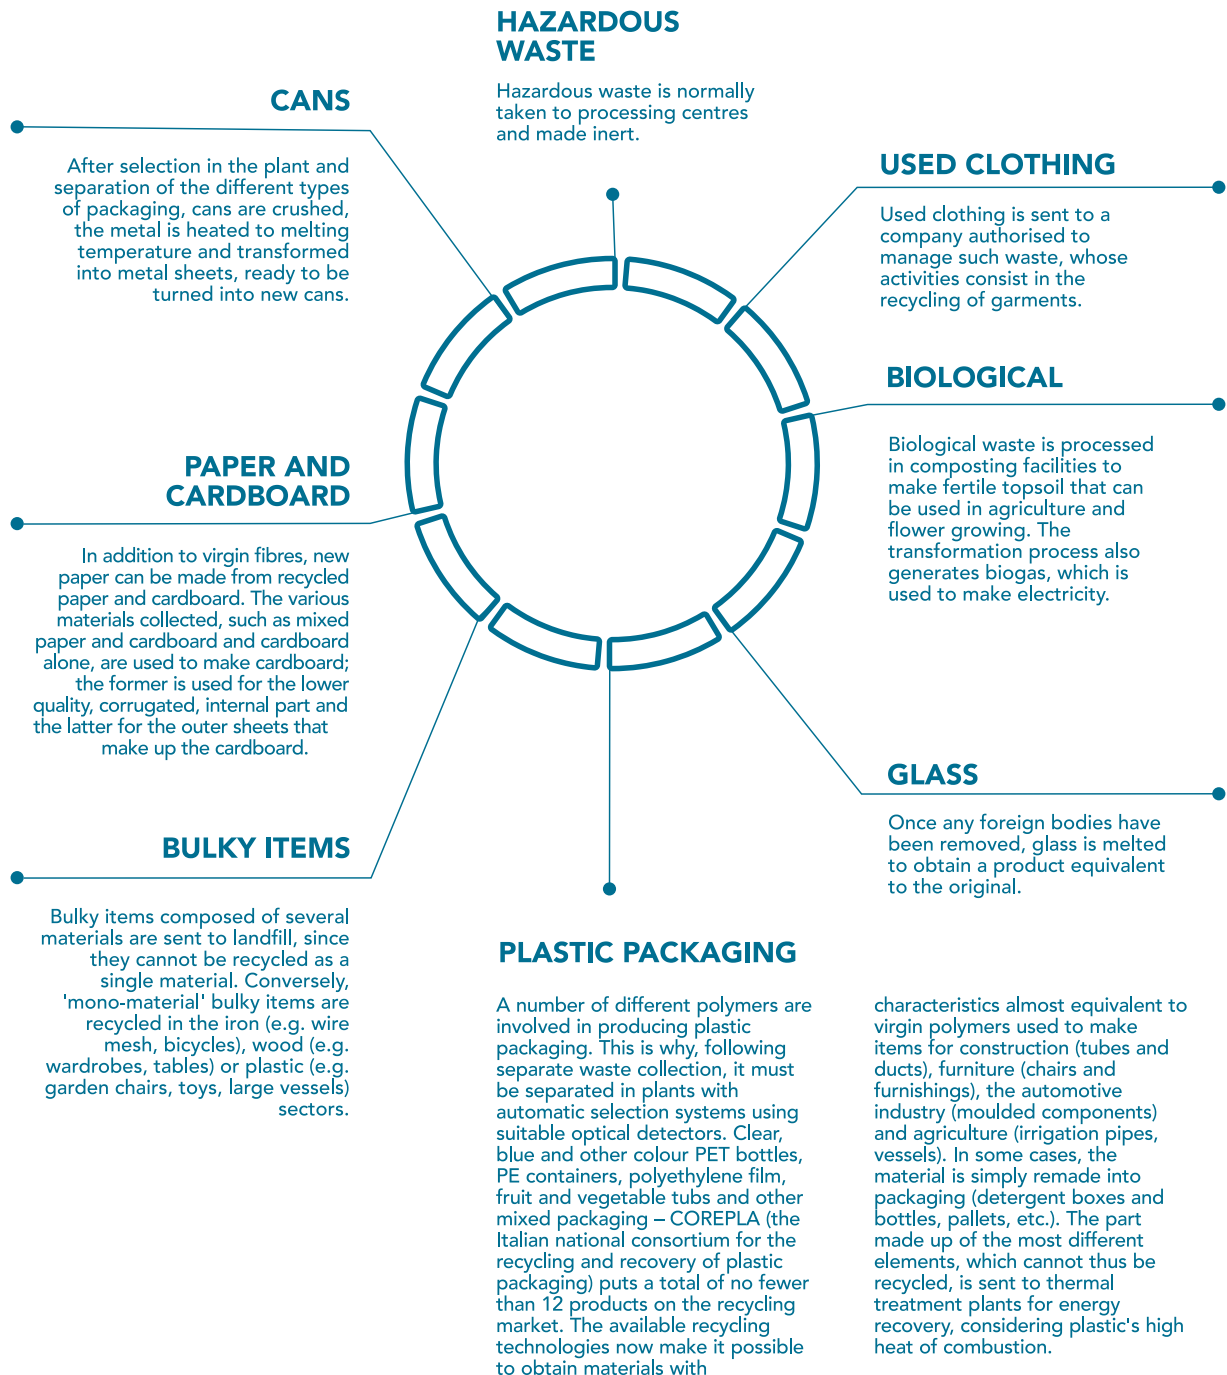 HAZARDOUS
WASTE
Hazardous waste is normally
taken to processing centres
and made inert.
CANS
After selection in the plant and
separation of the different types
of packaging, cans are crushed,
the metal is heated to melting
temperature and transformed
into metal sheets, ready to be
turned into new cans.
USED CLOTHING
Used clothing is sent to a
company authorised to
manage such waste, whose
activities consist in the
recycling of garments.
BIOLOGICAL
Biological waste is processed
in composting facilities to
make fertile topsoil that can
be used in agriculture and
flower growing. The
transformation process also
generates biogas, which is
used to make electricity.
PAPER AND
CARDBOARD
In addition to virgin fibres, new
paper can be made from recycled
paper and cardboard. The various
materials collected, such as mixed
paper and cardboard and cardboard
alone, are used to make cardboard;
the former is used for the lower
quality, corrugated, internal part and
the latter for the outer sheets that
make up the cardboard.
GLASS
Once any foreign bodies have
been removed, glass is melted
to obtain a product equivalent
to the original.
BULKY ITEMS
Bulky items composed of several
materials are sent to landfill, since
they cannot be recycled as a
single material. Conversely,
'mono-material' bulky items are
recycled in the iron (e.g. wire
mesh, bicycles), wood (e.g.
wardrobes, tables) or plastic (e.g.
garden chairs, toys, large vessels)
sectors.
PLASTIC PACKAGING
A number of different polymers are
involved in producing plastic
packaging. This is why, following
separate waste collection, it must
be separated in plants with
automatic selection systems using
suitable optical detectors. Clear,
blue and other colour PET bottles,
PE containers, polyethylene film,
fruit and vegetable tubs and other
mixed packaging – COREPLA (the
Italian national consortium for the
recycling and recovery of plastic
packaging) puts a total of no fewer
than 12 products on the recycling
market. The available recycling
technologies now make it possible
to obtain materials with
characteristics almost equivalent to
virgin polymers used to make
items for construction (tubes and
ducts), furniture (chairs and
furnishings), the automotive
industry (moulded components)
and agriculture (irrigation pipes,
vessels). In some cases, the
material is simply remade into
packaging (detergent boxes and
bottles, pallets, etc.). The part
made up of the most different
elements, which cannot thus be
recycled, is sent to thermal
treatment plants for energy
recovery, considering plastic's high
heat of combustion.